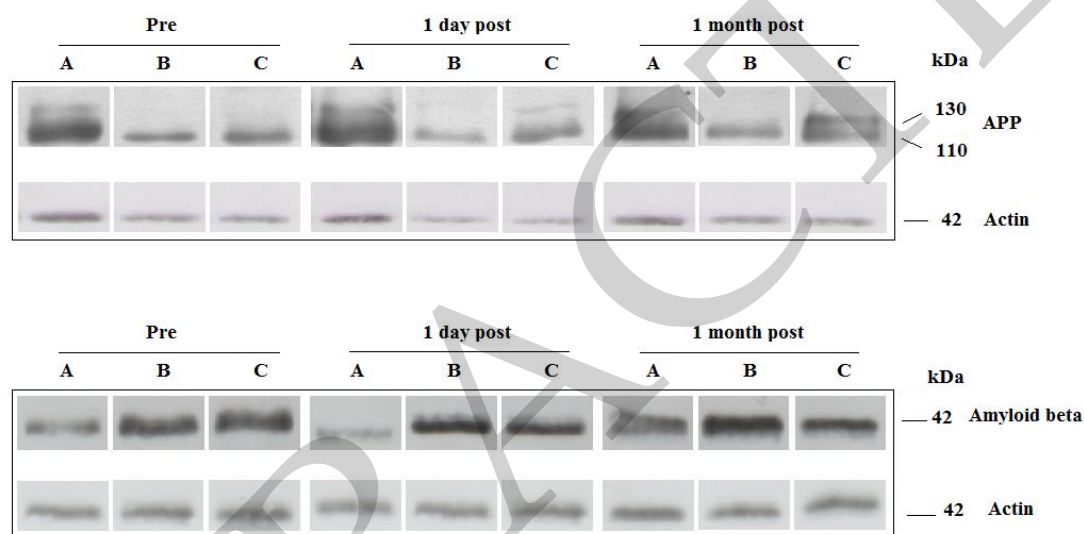 Pre 1 day post 1 month post
A B C A B C A B C kDa
130
APP
110
42 Actin
Pre 1 day post 1 month post
A B C A B C A B C kDa
42 Amyloid beta
42 Actin